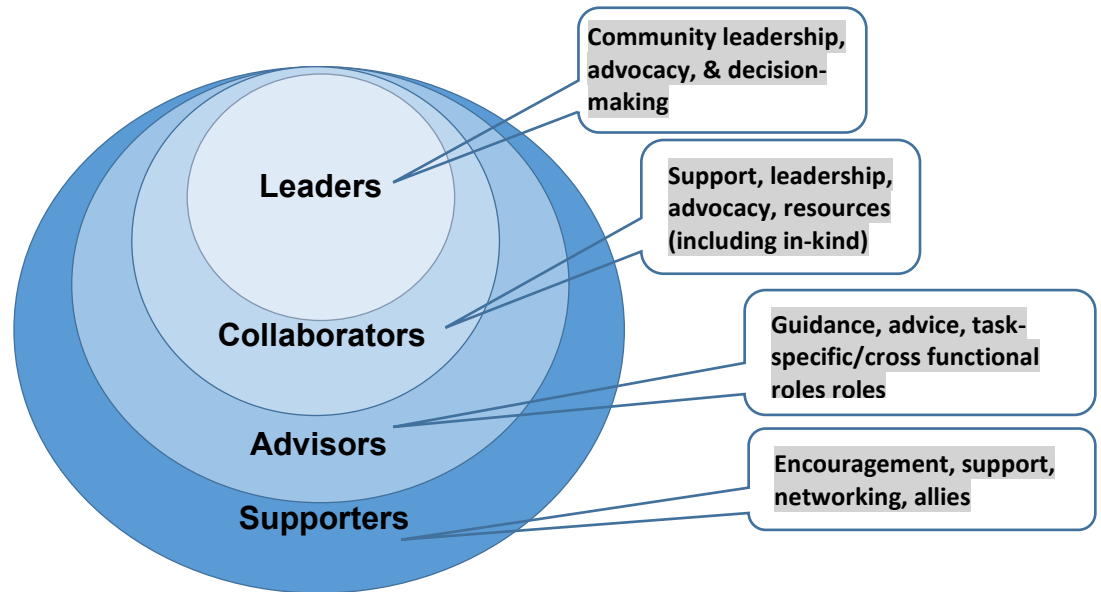 Community leadership,
advocacy, & decision-
making
Leaders
Support, leadership,
advocacy, resources
(including in-kind)
Collaborators
Guidance, advice, task-
specific/cross functional
roles roles
Advisors
Encouragement, support,
networking, allies
Supporters